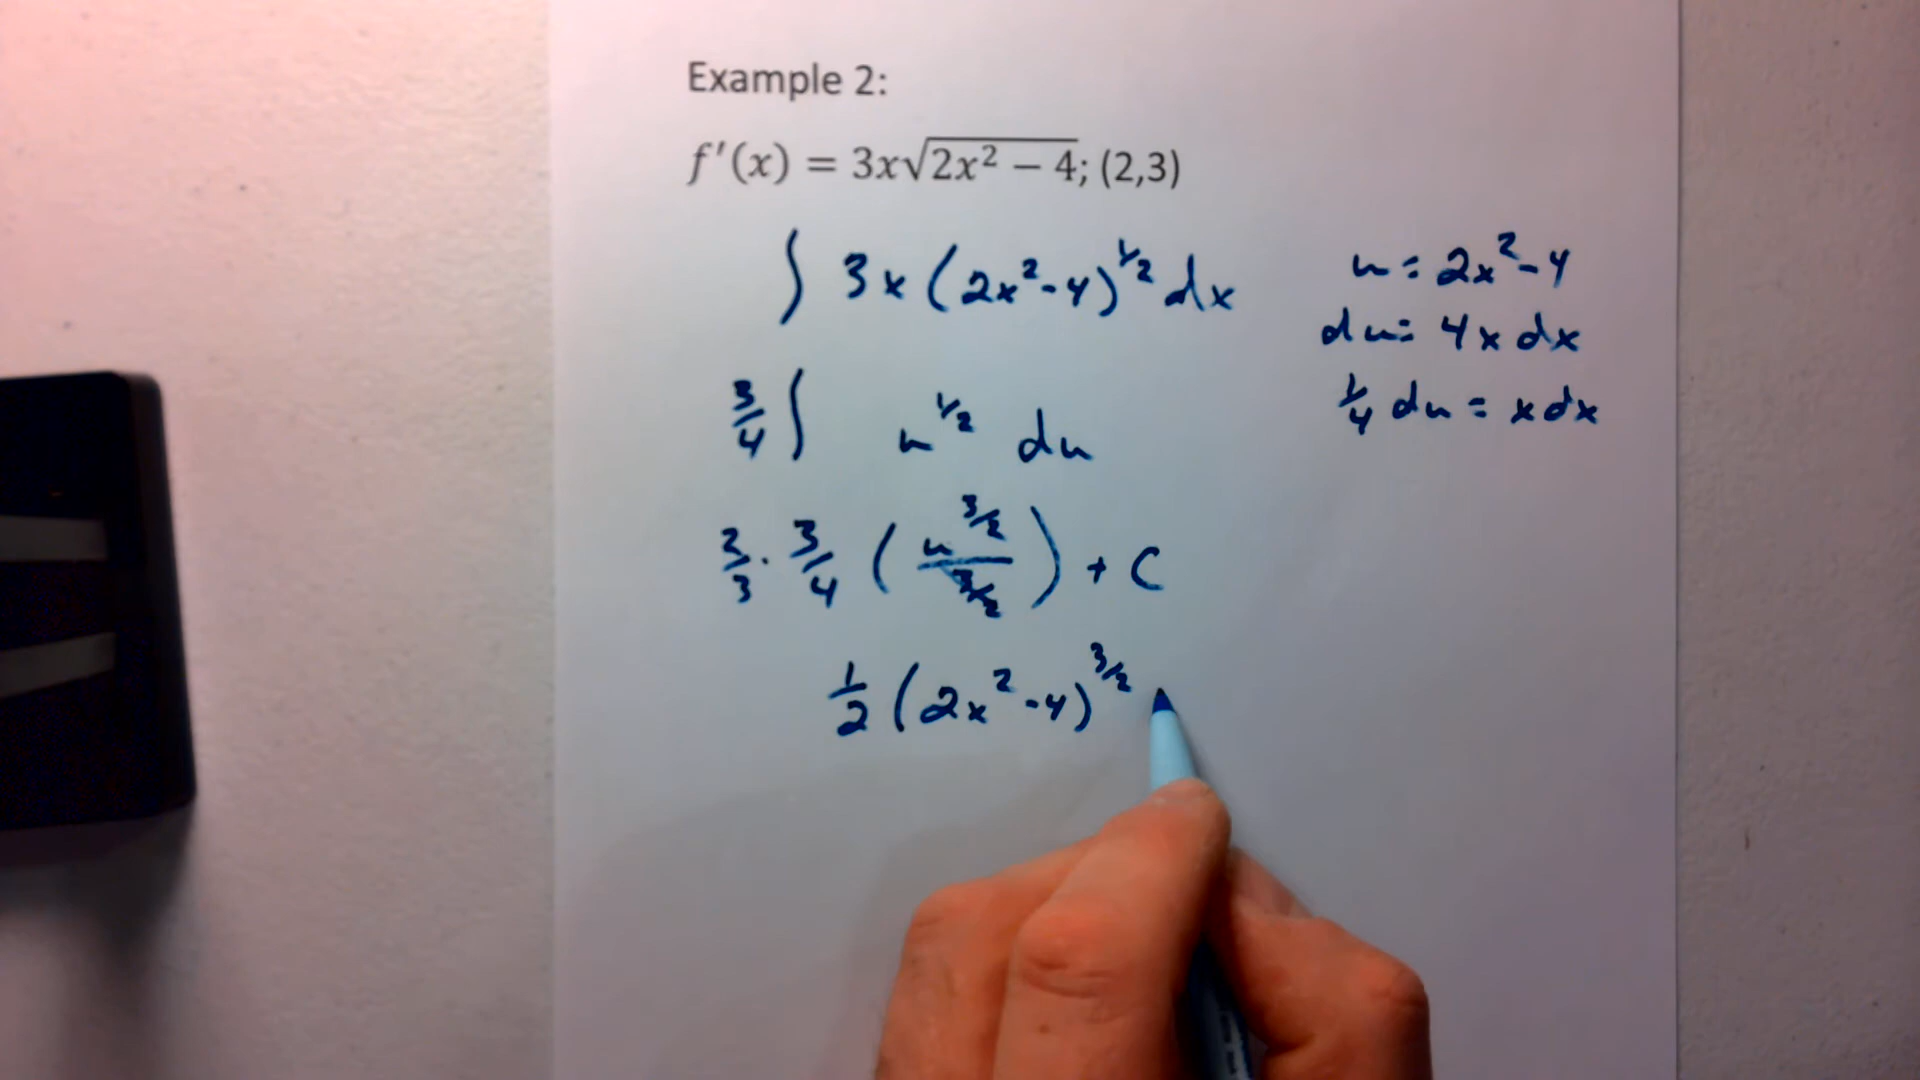 Example 2:
f′(x) = 3x√(2x² − 4); (2,3)
∫ 3x (2x²-4)^½ dx
u = 2x²-4
du = 4x dx
¼ du = x dx
3/4 ∫ u^½ du
2/3 · 3/4 ( u^3/2 / 3/2 ) + C
1/2 (2x²-4)^3/2